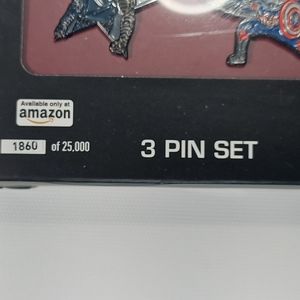 Available only at
amazon
1860 of 25,000
3 PIN SET